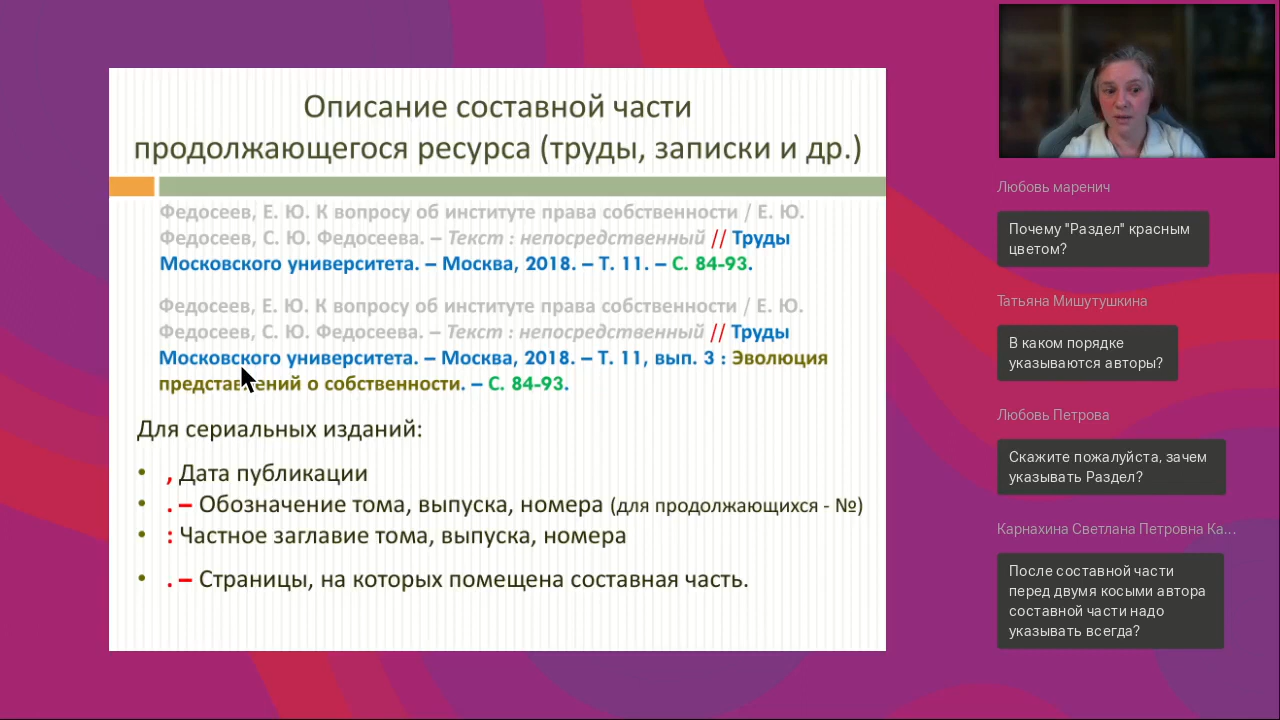 Описание составной части
продолжающегося ресурса (труды, записки и др.)
Федосеев, Е. Ю. К вопросу об институте права собственности / Е. Ю.
Федосеев, С. Ю. Федосеева. – Текст : непосредственный // Труды
Московского университета. – Москва, 2018. – Т. 11. – С. 84-93.
Федосеев, Е. Ю. К вопросу об институте права собственности / Е. Ю.
Федосеев, С. Ю. Федосеева. – Текст : непосредственный // Труды
Московского университета. – Москва, 2018. – Т. 11, вып. 3 : Эволюция
представлений о собственности. – С. 84-93.
Для сериальных изданий:
• , Дата публикации
• . – Обозначение тома, выпуска, номера (для продолжающихся - №)
• : Частное заглавие тома, выпуска, номера
• . – Страницы, на которых помещена составная часть.
Любовь маренич
Почему "Раздел" красным
цветом?
Татьяна Мишутушкина
В каком порядке
указываются авторы?
Любовь Петрова
Скажите пожалуйста, зачем
указывать Раздел?
Карнахина Светлана Петровна Ка...
После составной части
перед двумя косыми автора
составной части надо
указывать всегда?